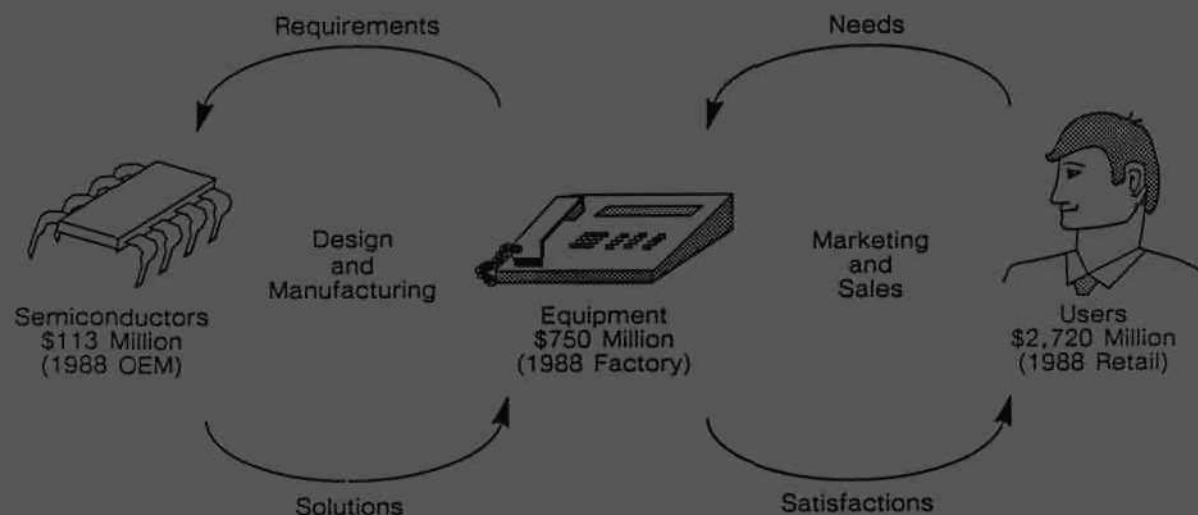 Requirements
Needs
Design
and
Manufacturing
Marketing
and
Sales
Semiconductors
$113 Million
(1988 OEM)
Equipment
$750 Million
(1988 Factory)
Users
$2,720 Million
(1988 Retail)
Solutions
Satisfactions